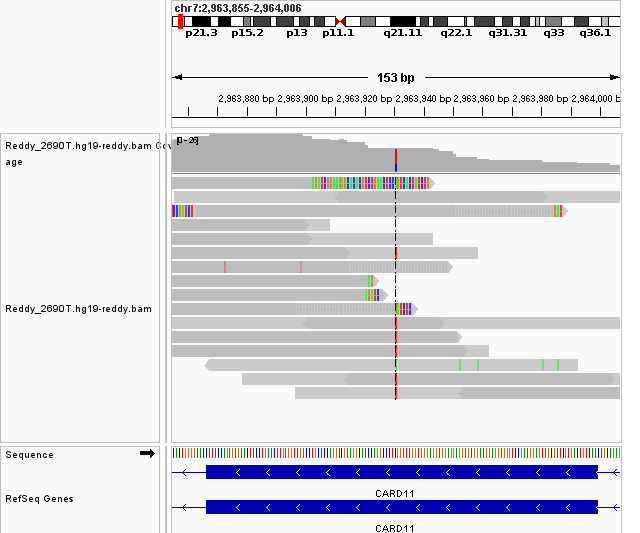 chr7:2,963,855-2,964,006
p21.3 p15.2 p13 p11.1 q21.11 q22.1 q31.31 q33 q36.1
153 bp
2,963,880 bp 2,963,900 bp 2,963,920 bp 2,963,940 bp 2,963,960 bp 2,963,980 bp 2,964,000 b
Reddy_2690T.hg19-reddy.bam Cov
age
[0-26]
Reddy_2690T.hg19-reddy.bam
Sequence
CARD11
RefSeq Genes
CARD11